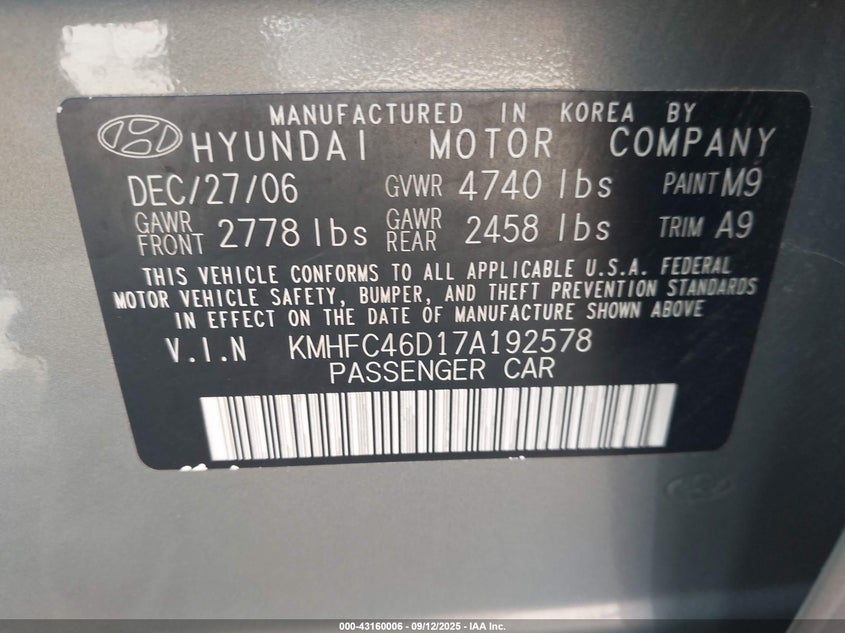 MANUFACTURED IN KOREA BY
HYUNDAI MOTOR COMPANY
DEC/27/06 GVWR 4740 lbs PAINT M9
GAWR FRONT 2778 lbs GAWR REAR 2458 lbs TRIM A9
THIS VEHICLE CONFORMS TO ALL APPLICABLE U.S.A. FEDERAL
MOTOR VEHICLE SAFETY, BUMPER, AND THEFT PREVENTION STANDARDS
IN EFFECT ON THE DATE OF MANUFACTURE SHOWN ABOVE
V.I.N KMHFC46D17A192578
PASSENGER CAR
000-43160006 - 09/12/2025 - IAA Inc.